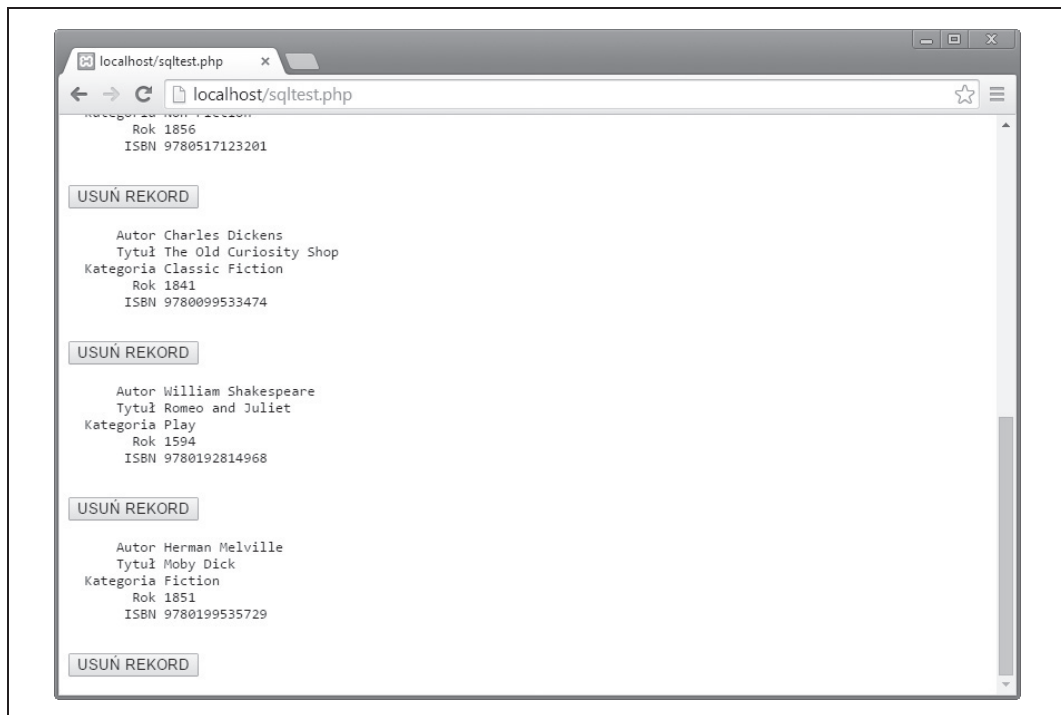 localhost/sqltest.php
localhost/sqltest.php
Kategoria Non Fiction
Rok 1856
ISBN 9780517123201
USUŃ REKORD
Autor Charles Dickens
Tytuł The Old Curiosity Shop
Kategoria Classic Fiction
Rok 1841
ISBN 9780099533474
USUŃ REKORD
Autor William Shakespeare
Tytuł Romeo and Juliet
Kategoria Play
Rok 1594
ISBN 9780192814968
USUŃ REKORD
Autor Herman Melville
Tytuł Moby Dick
Kategoria Fiction
Rok 1851
ISBN 9780199535729
USUŃ REKORD